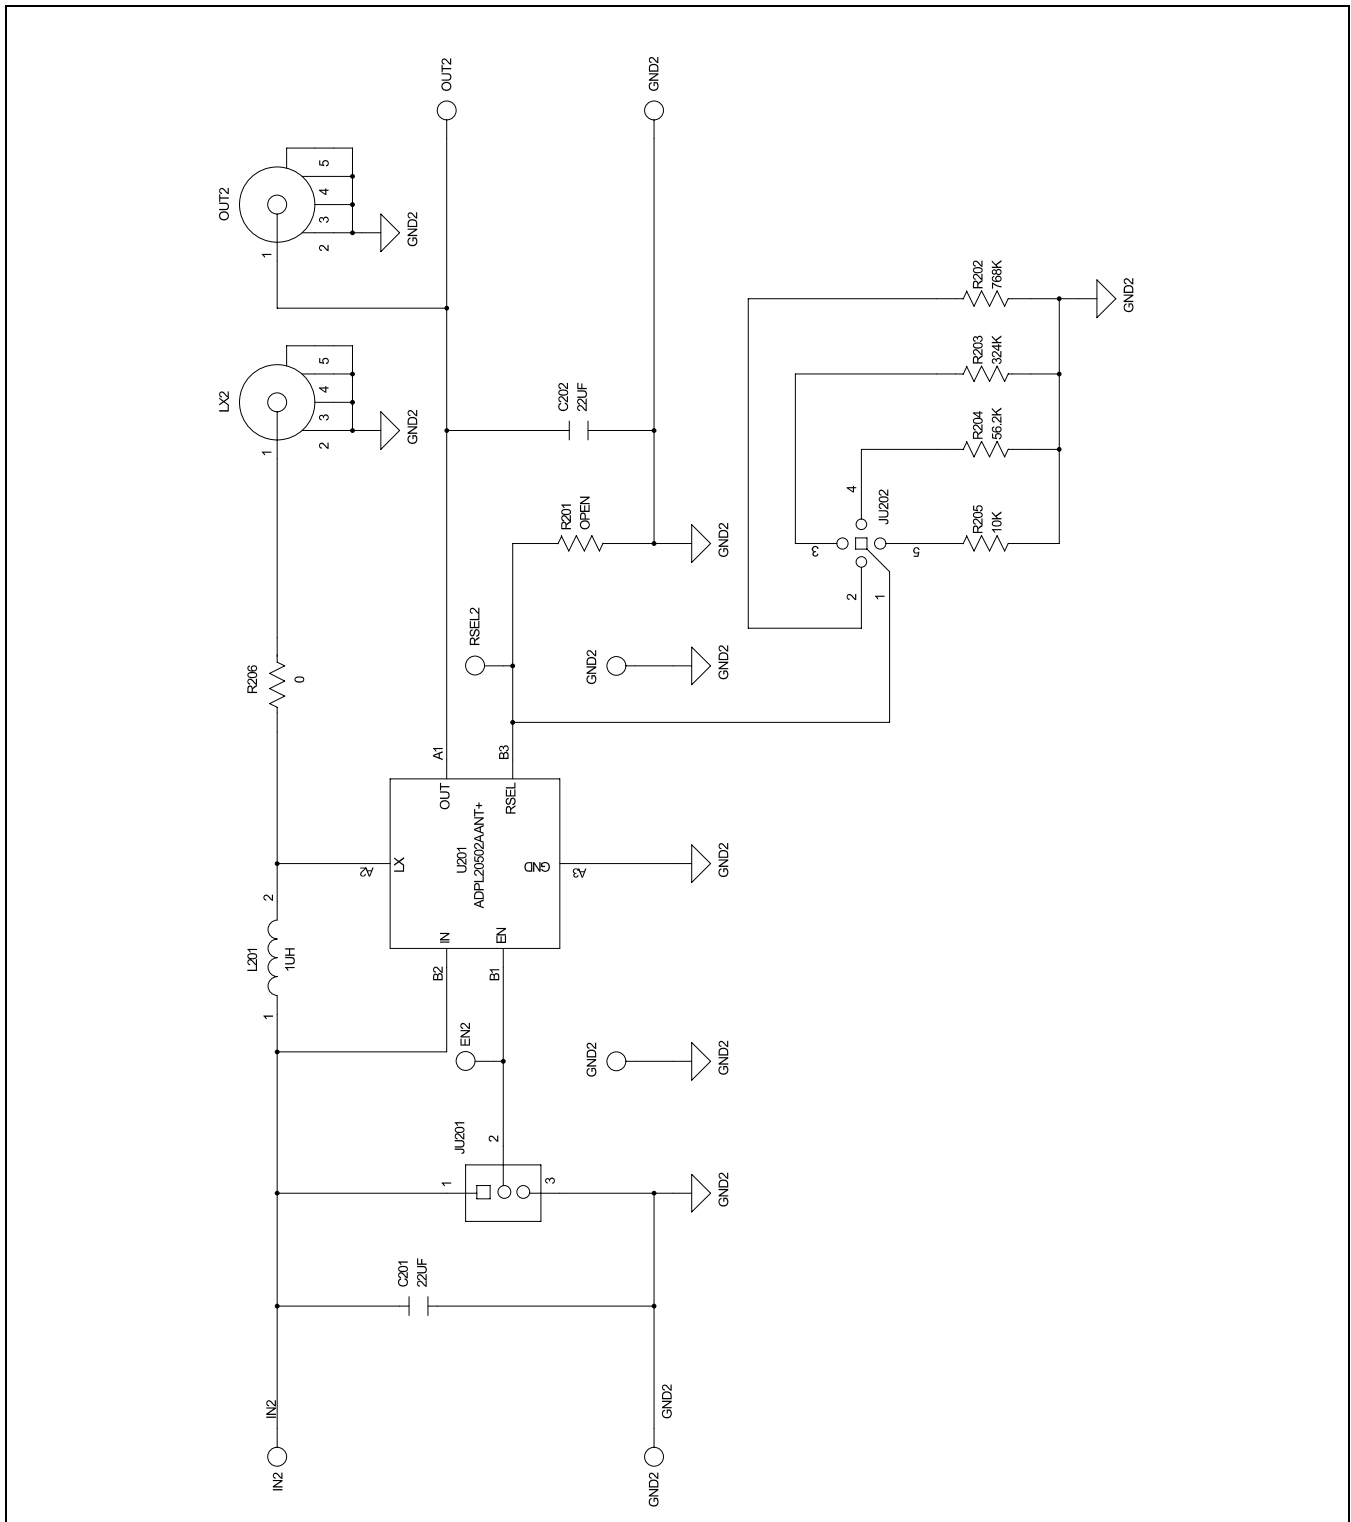 OUT2
GND2
OUT2
1
2
3
4
5
GND2
LX2
1
2
3
4
5
GND2
C202
22UF
R201
OPEN
GND2
RSEL2
GND2
GND2
R206
0
R202
768K
R203
324K
R204
56.2K
R205
10K
GND2
JU202
1
2
3
4
5
A1
B3
OUT
RSEL
U201
ADPL20502AANT+
LX
A2
GND
A3
GND2
IN
EN
B2
B1
L201
1UH
1
2
EN2
GND2
GND2
JU201
1
2
3
GND2
C201
22UF
IN2
GND2
IN2
GND2